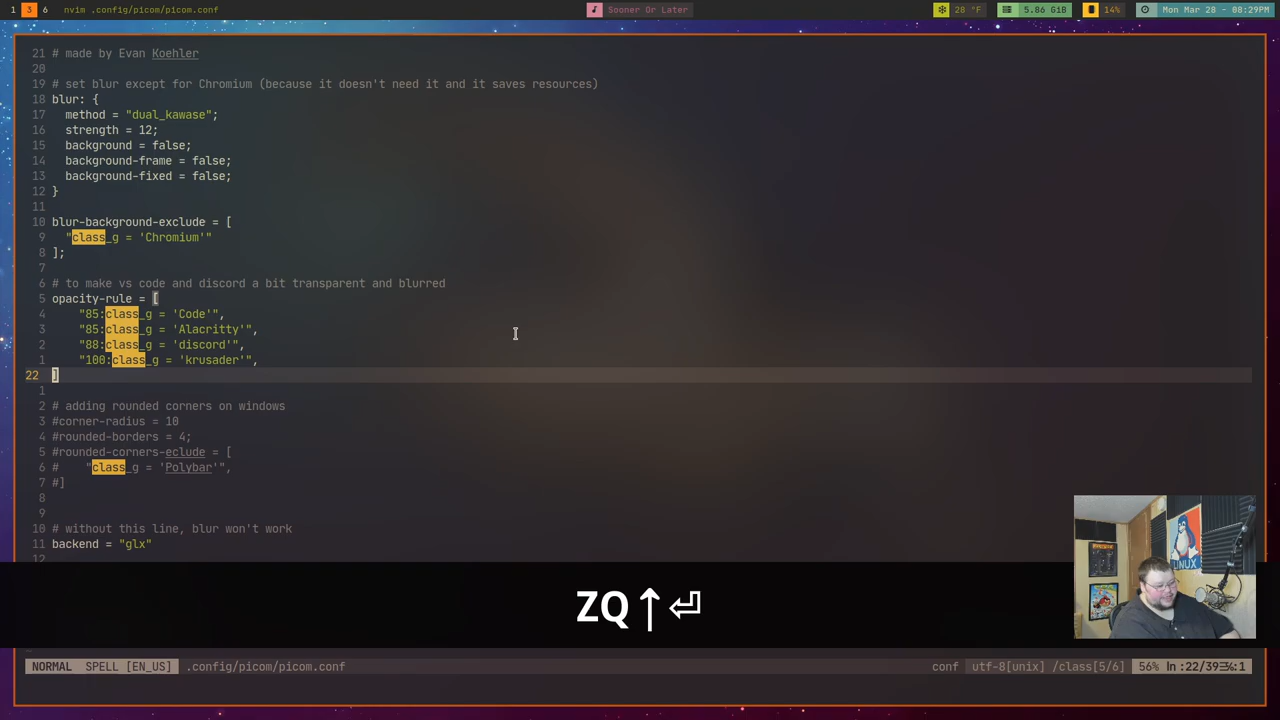 1 3 6 nvim .config/picom/picom.conf Sooner Or Later 28 °F 5.86 GiB 14% Mon Mar 28 - 08:29PM
21 # made by Evan Koehler
20
19 # set blur except for Chromium (because it doesn't need it and it saves resources)
18 blur: {
17 method = "dual_kawase";
16 strength = 12;
15 background = false;
14 background-frame = false;
13 background-fixed = false;
12 }
11
10 blur-background-exclude = [
9 "class_g = 'Chromium'"
8 ];
7
6 # to make vs code and discord a bit transparent and blurred
5 opacity-rule = [
4 "85:class_g = 'Code'",
3 "85:class_g = 'Alacritty'",
2 "88:class_g = 'discord'",
1 "100:class_g = 'krusader'",
22 ]
1
2 # adding rounded corners on windows
3 #corner-radius = 10
4 #rounded-borders = 4;
5 #rounded-corners-eclude = [
6 #    "class_g = 'Polybar'",
7 #]
8
9
10 # without this line, blur won't work
11 backend = "glx"
12
LINUX
ZQ↑⏎
NORMAL SPELL [EN_US] .config/picom/picom.conf conf utf-8[unix] /class[5/6] 56% ln :22/39